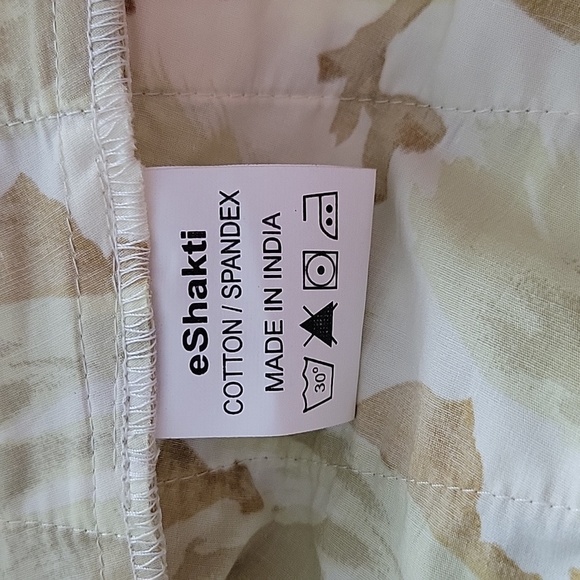 eShakti
COTTON / SPANDEX
MADE IN INDIA
30°